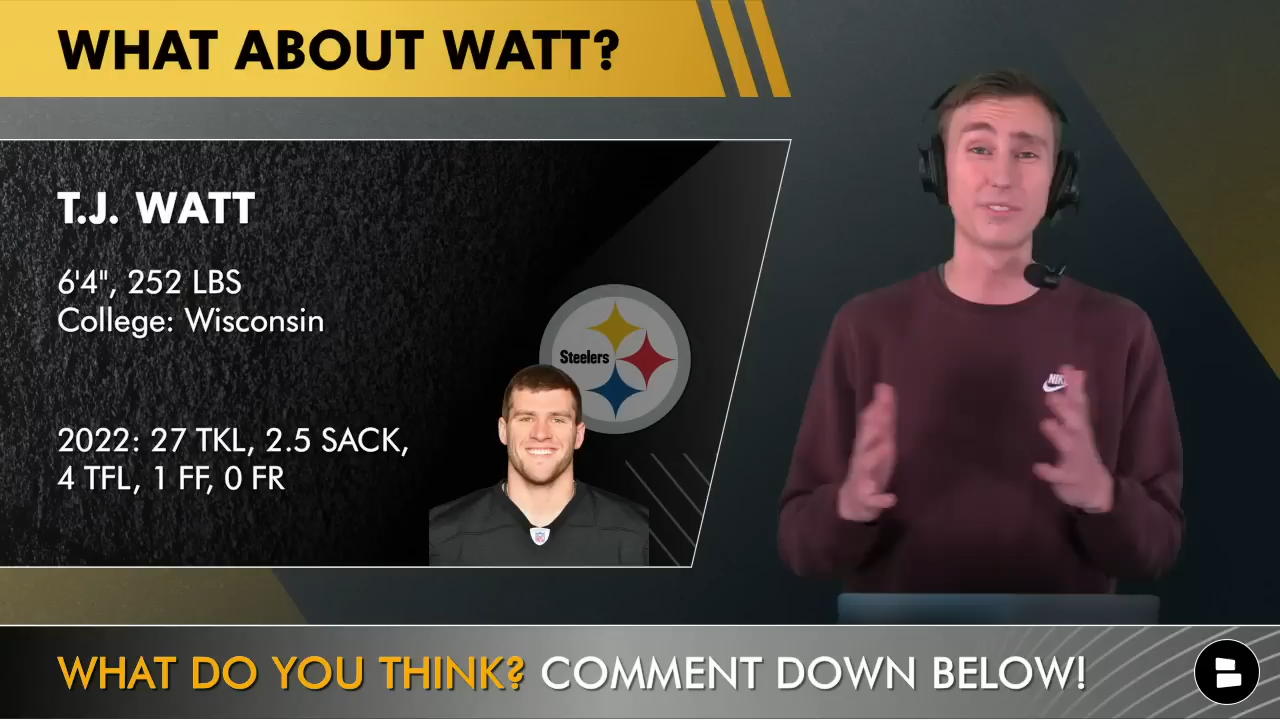 WHAT ABOUT WATT?
T.J. WATT
6'4", 252 LBS
College: Wisconsin
Steelers
2022: 27 TKL, 2.5 SACK,
4 TFL, 1 FF, 0 FR
WHAT DO YOU THINK? COMMENT DOWN BELOW!